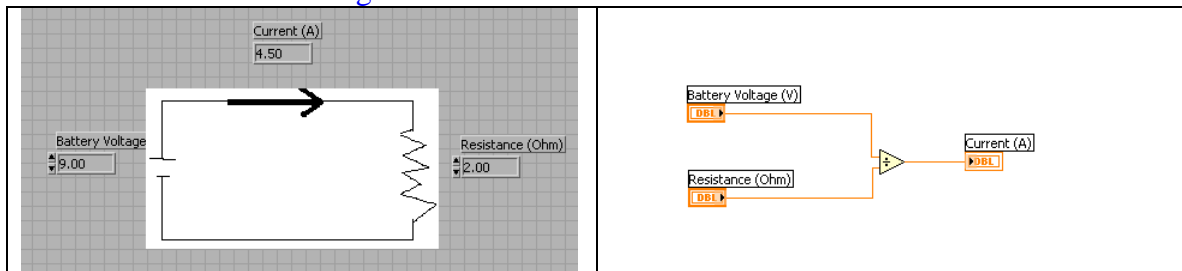 Current (A)
4.50
Battery Voltage
9.00
Resistance (Ohm)
2.00
Battery Voltage (V)
DBL
Resistance (Ohm)
DBL
÷
Current (A)
DBL